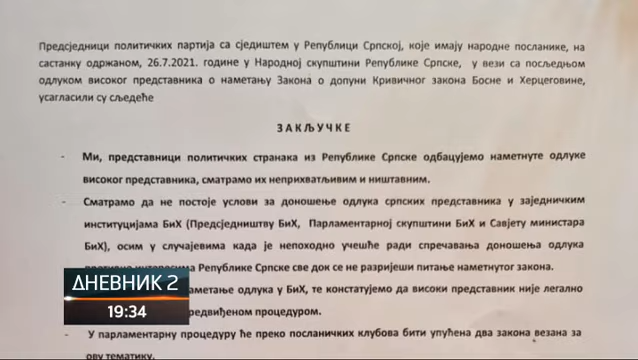 Предсједници политичких партија са сједиштем у Републици Српској, које имају народне посланике, на
састанку одржаном, 26.7.2021. године у Народној скупштини Републике Српске, у вези са посљедњом
одлуком високог представника о наметању Закона о допуни Кривичног закона Босне и Херцеговине,
усагласили су сљедеће
ЗАКЉУЧКЕ
- Ми, представници политичких странака из Републике Српске одбацујемо наметнуте одлуке
високог представника, сматрамо их неприхватљивим и ништавним.
- Сматрамо да не постоје услови за доношење одлука српских представника у заједничким
институцијама БиХ (Предсједништву БиХ, Парламентарној скупштини БиХ и Савјету министара
БиХ), осим у случајевима када је непоходно учешће ради спречавања доношења одлука
интересима Републике Српске све док се не разријеши питање наметнутог закона.
наметање одлука у БиХ, те констатујемо да високи представник није легално
предвиђеном процедуром.
- У парламентарну процедуру ће преко посланичких клубова бити упућена два закона везана за
ову тематику.
ДНЕВНИК 2
19:34